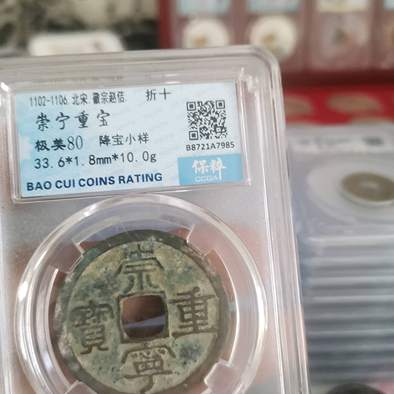 1102-1106.北宋.徽宗赵佶 折十
崇宁重宝
极美80 降宝小样
33.6*1.8mm*10.0g
B8721A7985
保粹
BAO CUI COINS RATING
崇
寶 重
寧